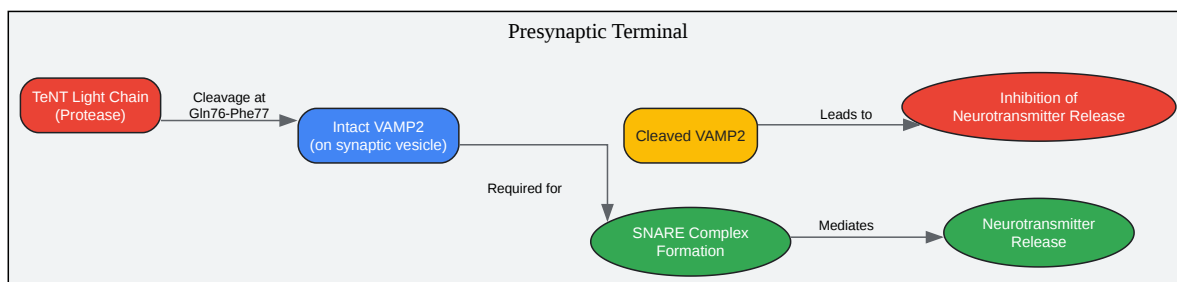 Presynaptic Terminal
TeNT Light Chain
(Protease)
Cleavage at
Gln76-Phe77
Intact VAMP2
(on synaptic vesicle)
Cleaved VAMP2
Leads to
Inhibition of
Neurotransmitter Release
Required for
SNARE Complex
Formation
Mediates
Neurotransmitter
Release